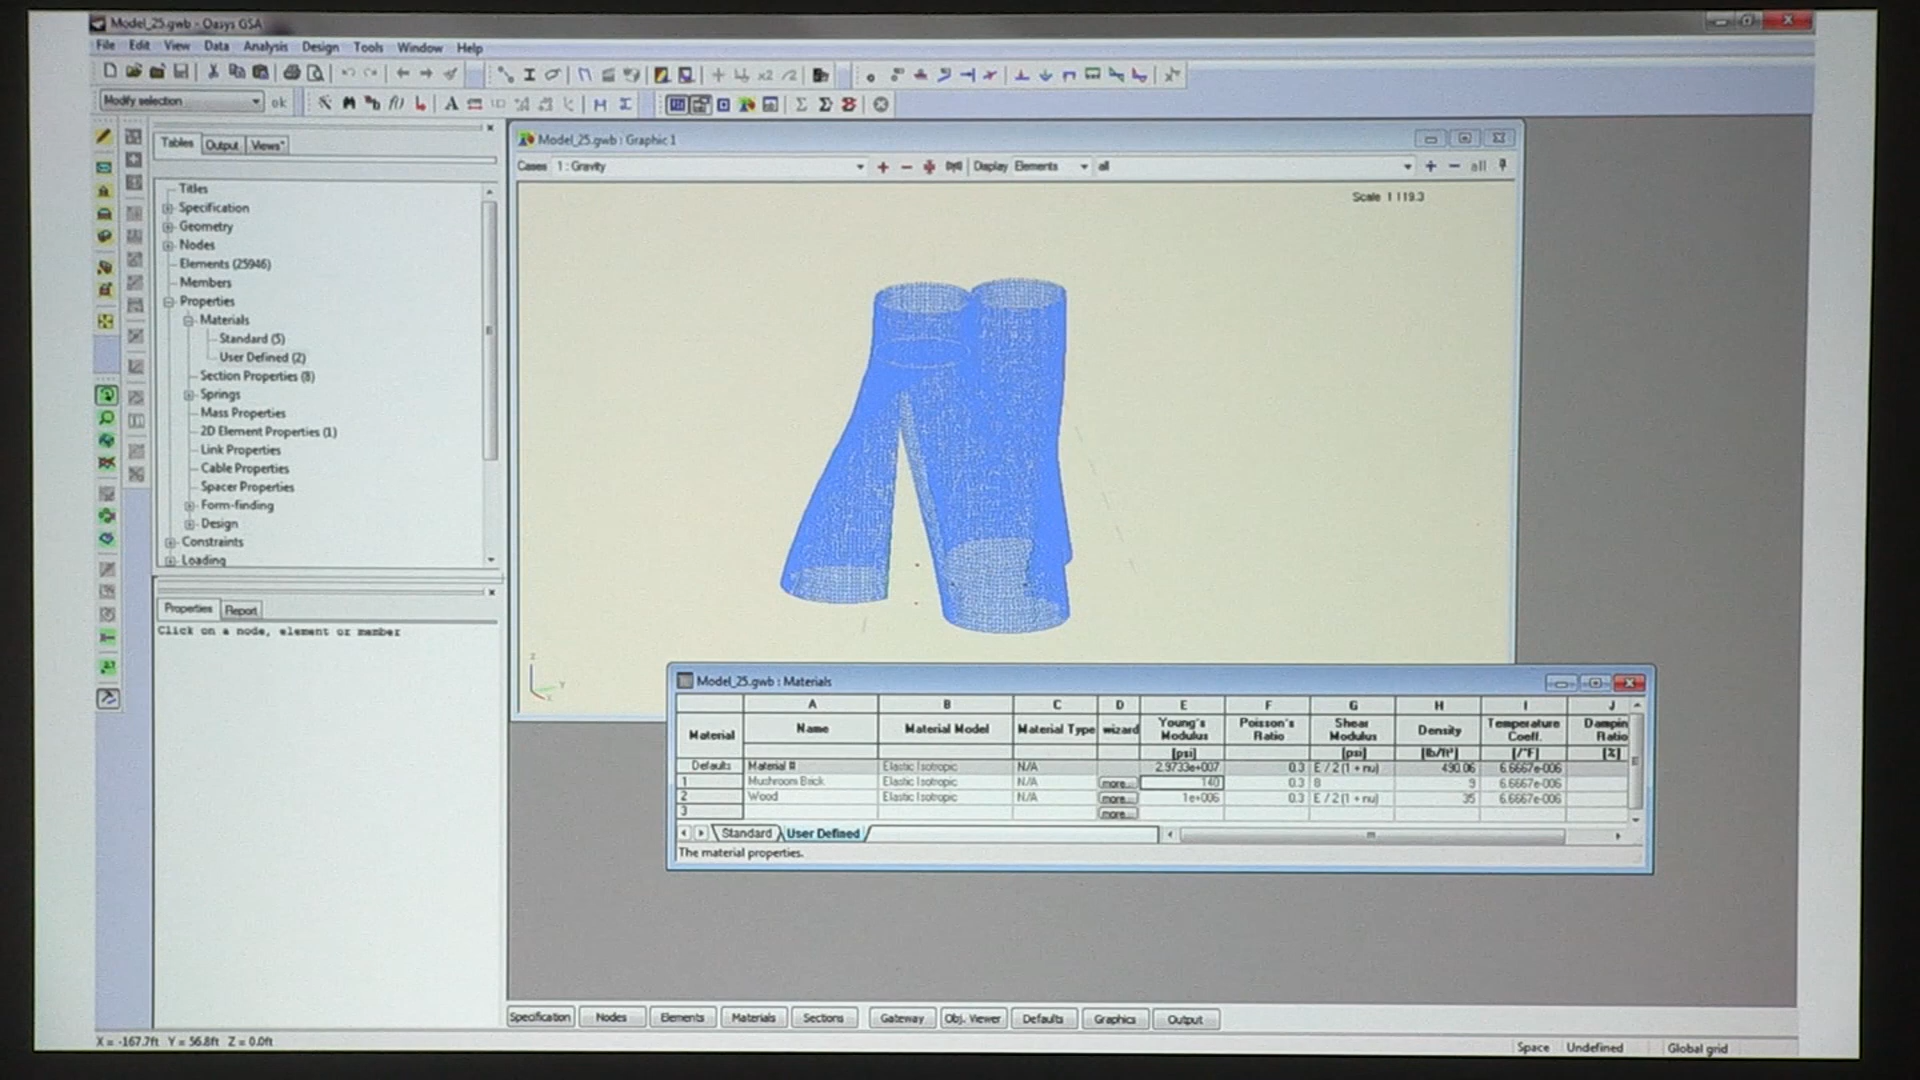 Model_25.gwb - Oasys GSA
File Edit View Data Analysis Design Tools Window Help
Modify selection ok
Tables Output Views*
Titles
Specification
Geometry
Nodes
Elements (25946)
Members
Properties
Materials
Standard (5)
User Defined (2)
Section Properties (8)
Springs
Mass Properties
2D Element Properties (1)
Link Properties
Cable Properties
Spacer Properties
Form-finding
Design
Constraints
Loading
Properties Report
Click on a node, element or member
Model_25.gwb : Graphic 1
Cases 1 : Gravity Display Elements all all
Scale 1 119.3
Model_25.gwb : Materials
A B C D E F G H I J
Material Name Material Model Material Type wizard Young's Modulus Poisson's Ratio Shear Modulus Density Temperature Coeff. Dampin Ratio
[psi] [psi] [lb/ft³] [/°F] [%]
Defaults Material # Elastic Isotropic N/A 2.9733e+007 0.3 E / 2(1 + nu) 490.06 6.6667e-006
1 Mushroom Brick Elastic Isotropic N/A more... 140 0.3 8 9 6.6667e-006
2 Wood Elastic Isotropic N/A more... 1e+006 0.3 E / 2(1 + nu) 35 6.6667e-006
3 more...
Standard User Defined
The material properties.
Specification Nodes Elements Materials Sections Gateway Obj. Viewer Defaults Graphics Output
X = -167.7ft Y = 56.8ft Z = 0.0ft
Space Undefined Global grid